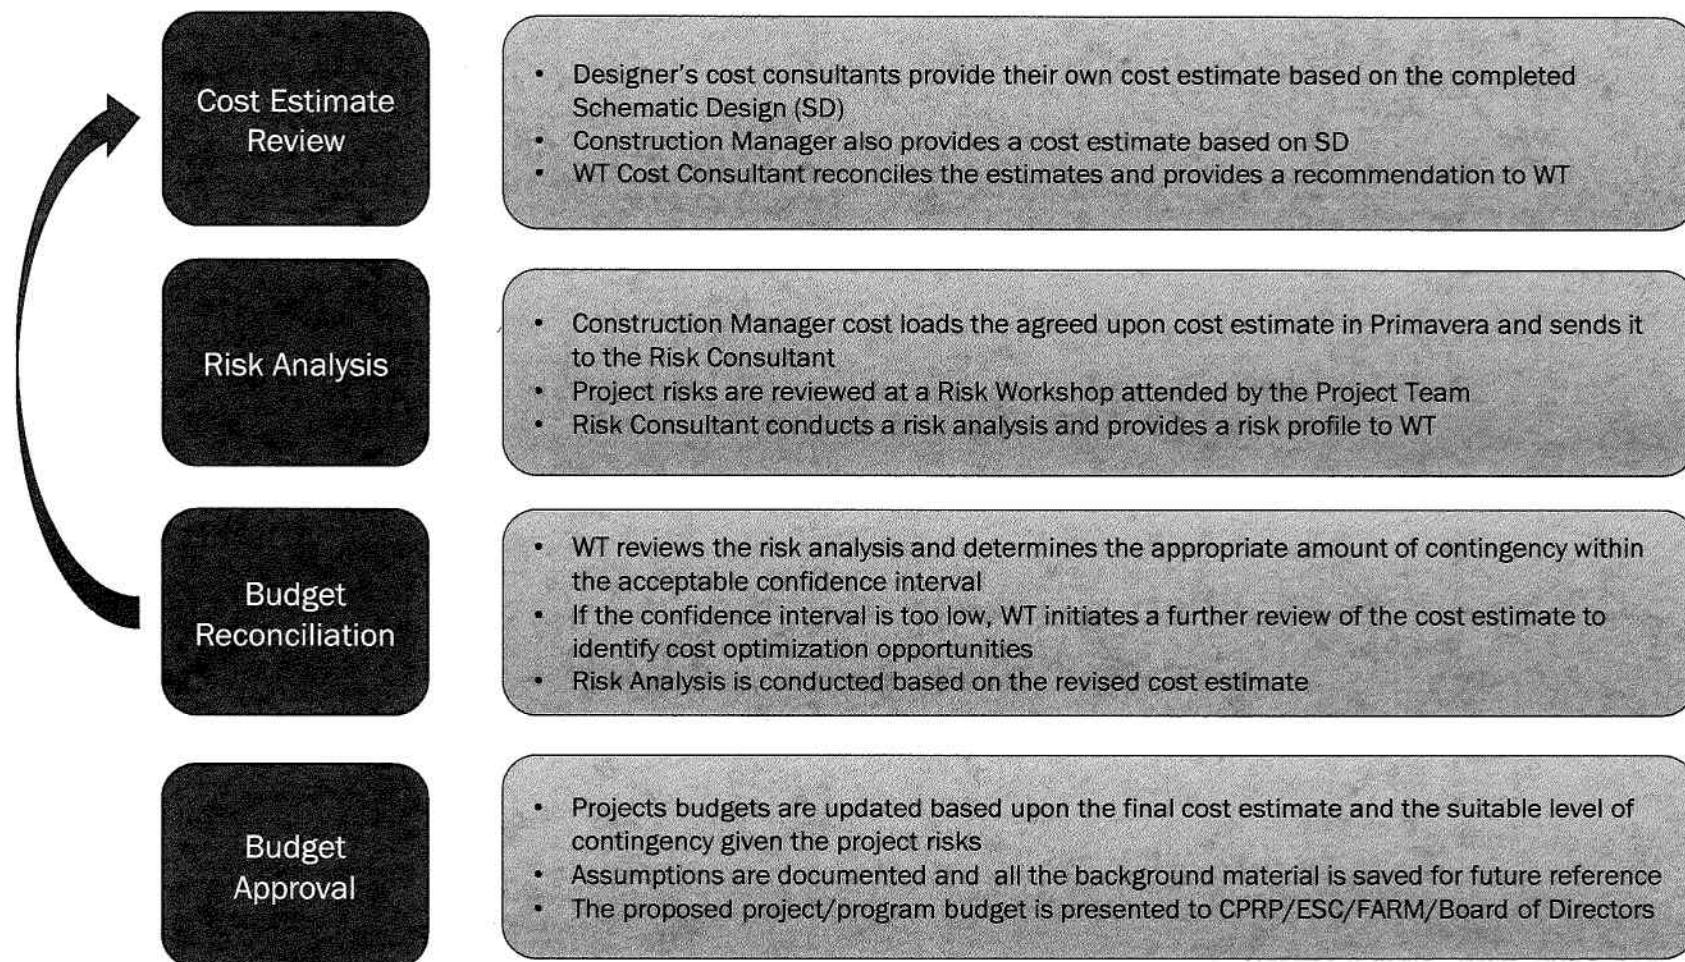 Cost Estimate
Review
• Designer's cost consultants provide their own cost estimate based on the completed
Schematic Design (SD)
• Construction Manager also provides a cost estimate based on SD
• WT Cost Consultant reconciles the estimates and provides a recommendation to WT
Risk Analysis
• Construction Manager cost loads the agreed upon cost estimate in Primavera and sends it
to the Risk Consultant
• Project risks are reviewed at a Risk Workshop attended by the Project Team
• Risk Consultant conducts a risk analysis and provides a risk profile to WT
Budget
Reconciliation
• WT reviews the risk analysis and determines the appropriate amount of contingency within
the acceptable confidence interval
• If the confidence interval is too low, WT initiates a further review of the cost estimate to
identify cost optimization opportunities
• Risk Analysis is conducted based on the revised cost estimate
Budget
Approval
• Projects budgets are updated based upon the final cost estimate and the suitable level of
contingency given the project risks
• Assumptions are documented and all the background material is saved for future reference
• The proposed project/program budget is presented to CPRP/ESC/FARM/Board of Directors